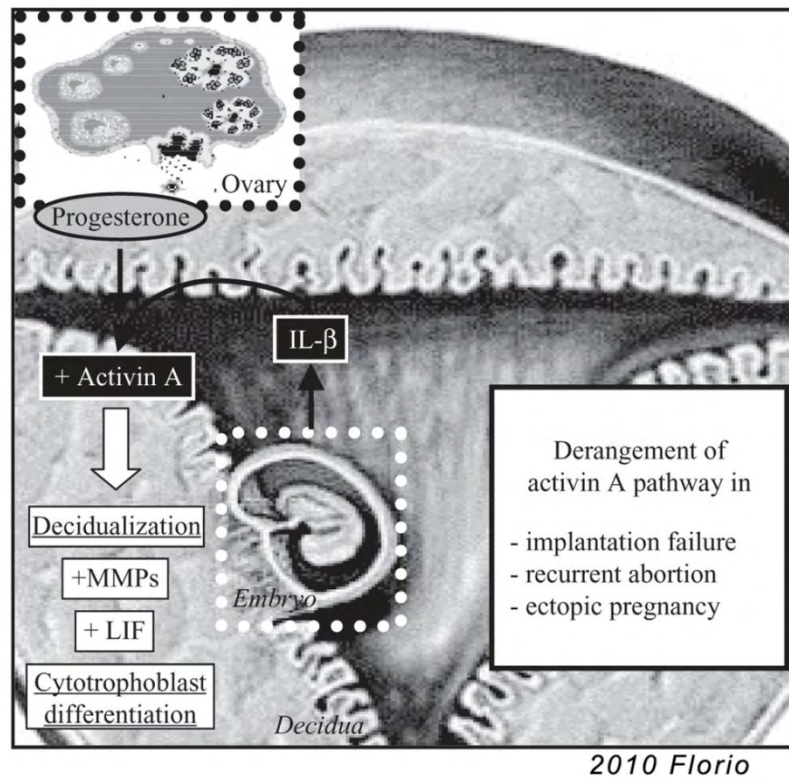 Ovary
Progesterone
IL-β
+ Activin A
Decidualization
+MMPs
+ LIF
Cytotrophoblast
differentiation
Embryo
Decidua
Derangement of
activin A pathway in
- implantation failure
- recurrent abortion
- ectopic pregnancy
2010 Florio